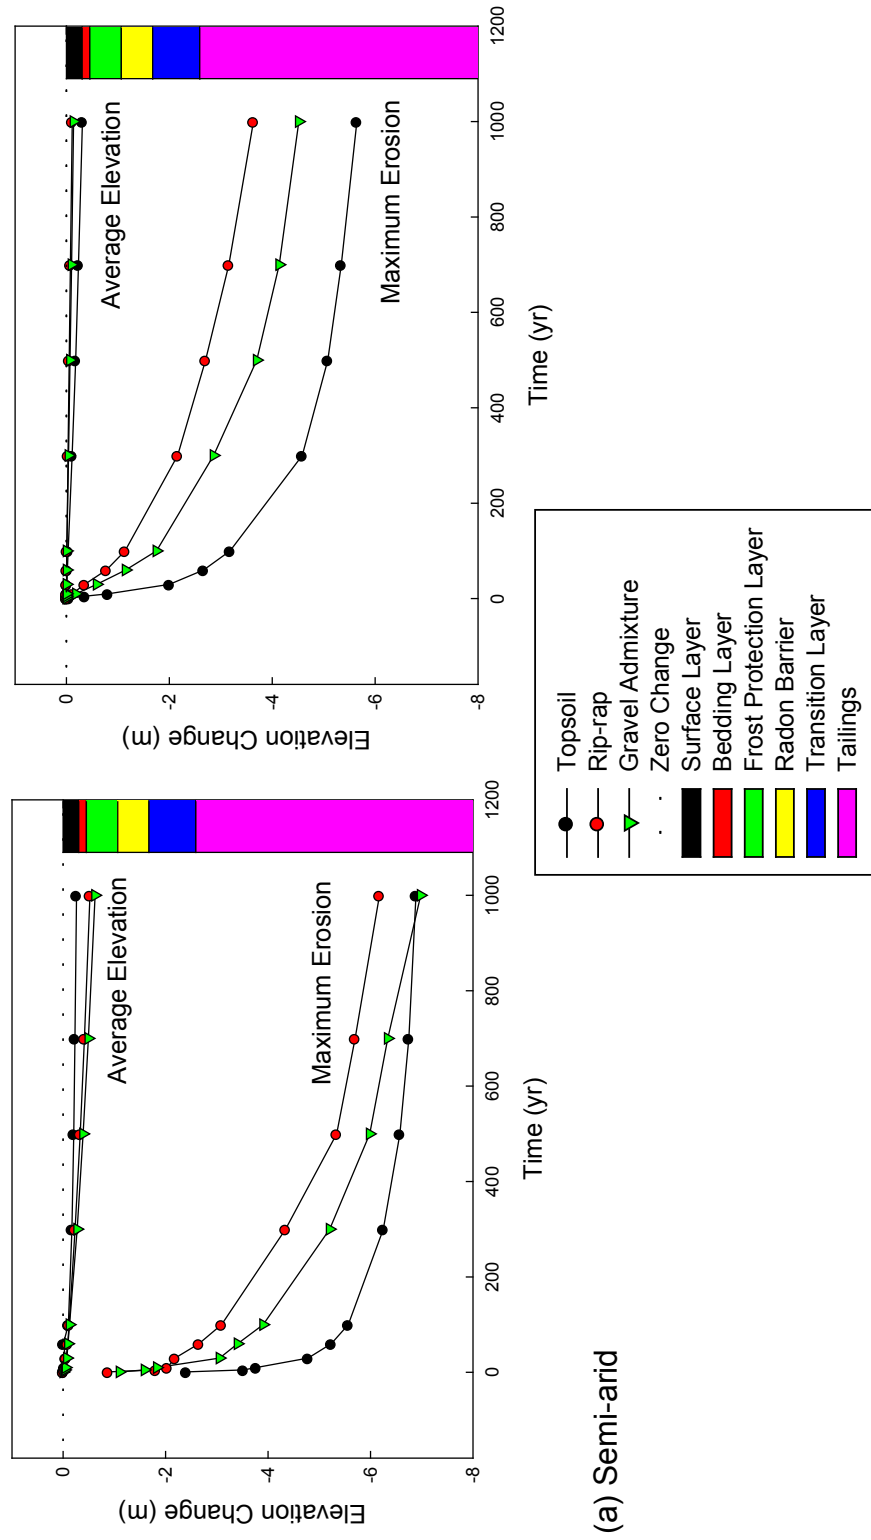 Elevation Change (m)
0
-2
-4
-6
-8
0
200
400
600
800
1000
1200
Time (yr)
Average Elevation
Maximum Erosion
Elevation Change (m)
0
-2
-4
-6
-8
0
200
400
600
800
1000
1200
Time (yr)
Average Elevation
Maximum Erosion
Topsoil
Rip-rap
Gravel Admixture
Zero Change
Surface Layer
Bedding Layer
Frost Protection Layer
Radon Barrier
Transition Layer
Tailings
(a) Semi-arid